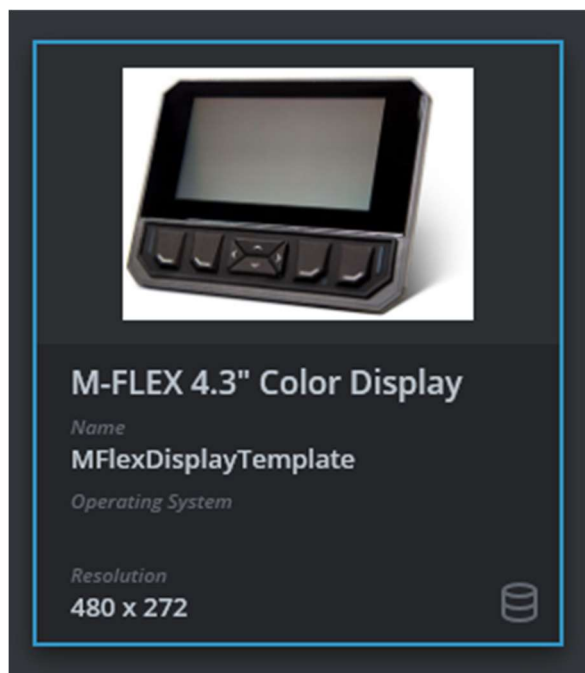 M-FLEX 4.3" Color Display
Name
MFlexDisplayTemplate
Operating System
Resolution
480 x 272